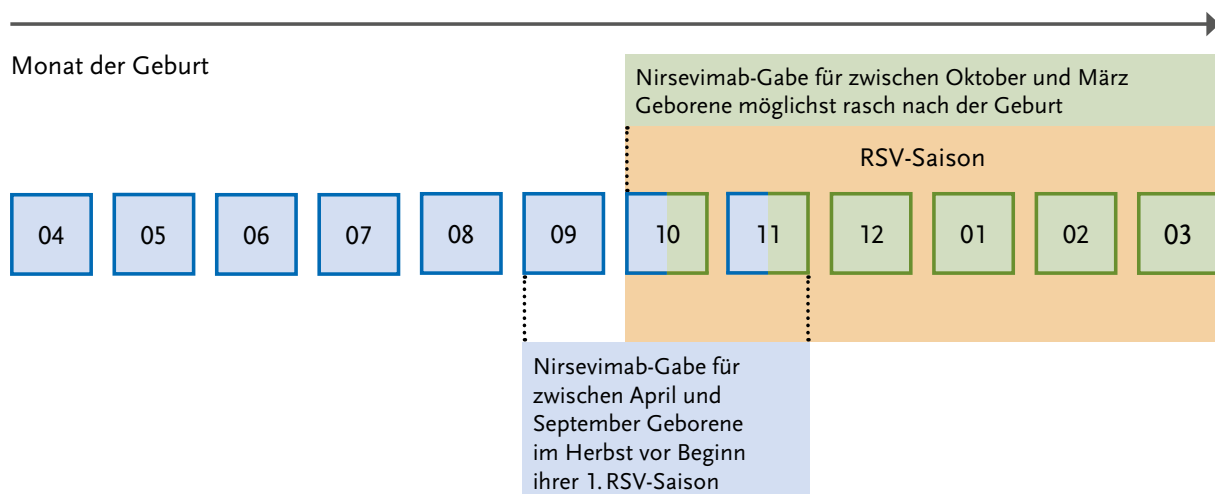 Monat der Geburt
Nirsevimab-Gabe für zwischen Oktober und März
Geborene möglichst rasch nach der Geburt
RSV-Saison
04 05 06 07 08 09 10 11 12 01 02 03
Nirsevimab-Gabe für
zwischen April und
September Geborene
im Herbst vor Beginn
ihrer 1. RSV-Saison